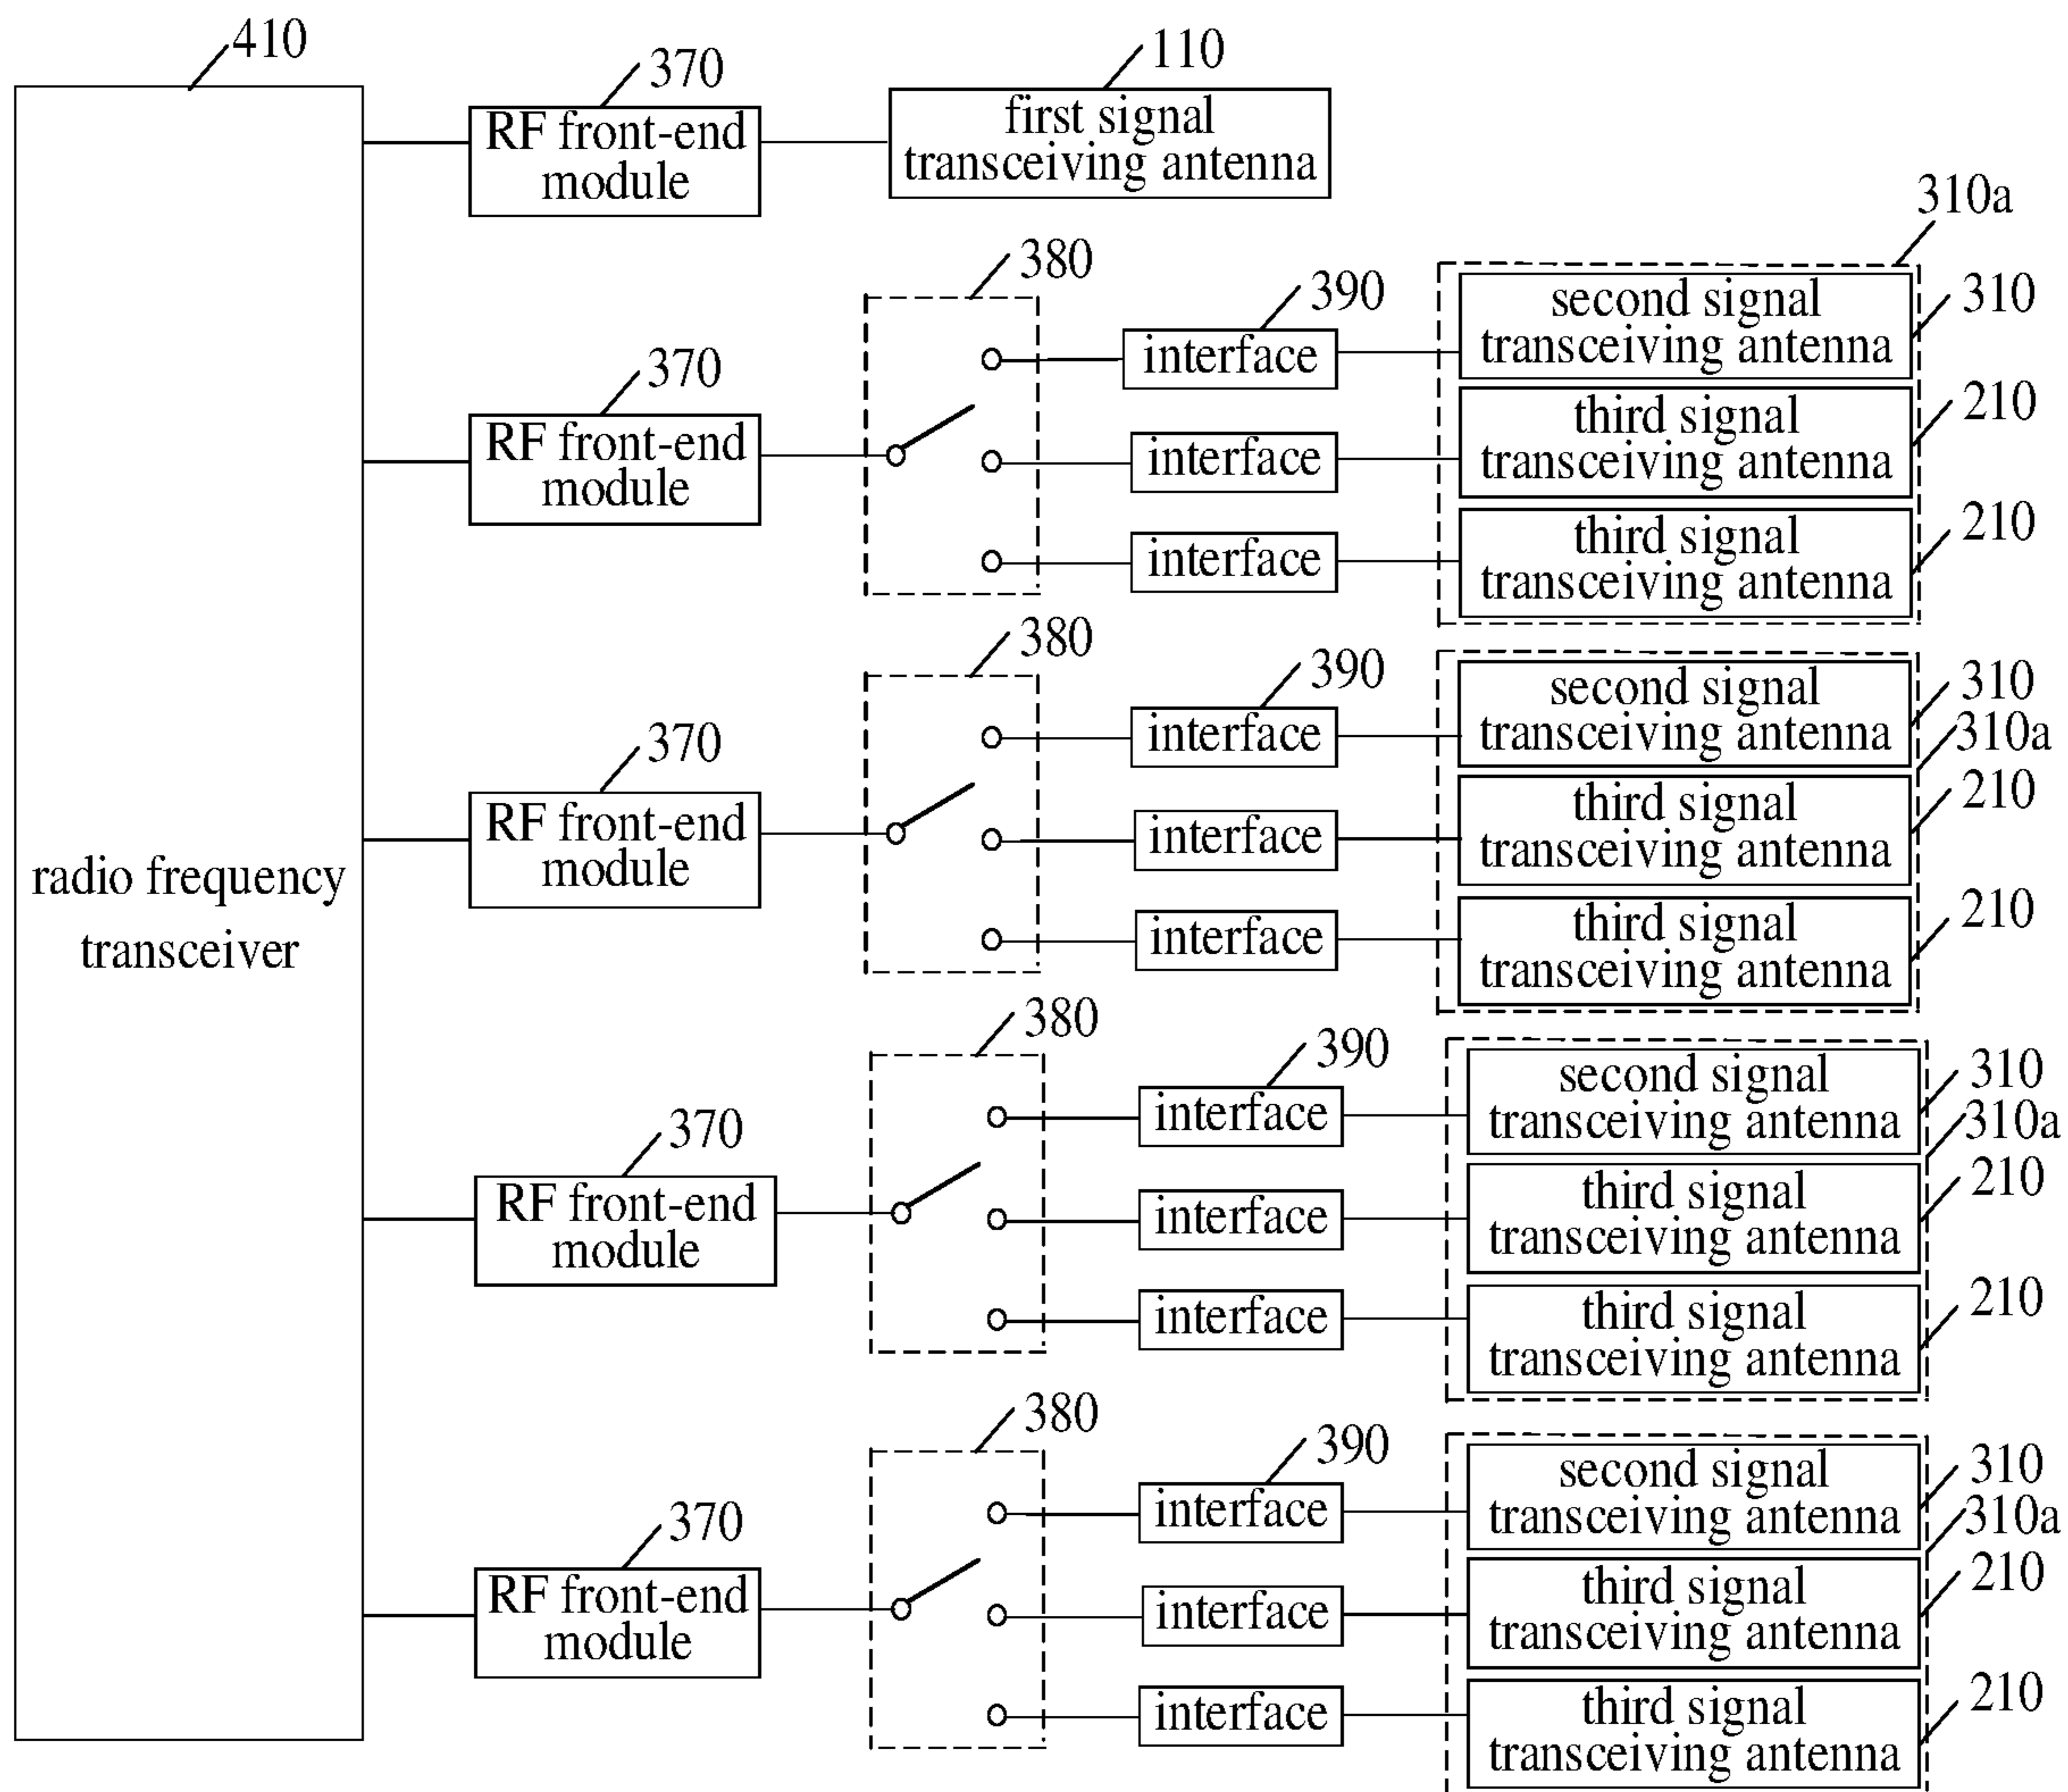 410
370
110
RF front-end
module
first signal
transceiving antenna
310a
380
390
310
second signal
transceiving antenna
interface
370
210
RF front-end
module
third signal
transceiving antenna
interface
210
third signal
transceiving antenna
interface
380
390
310
second signal
transceiving antenna
interface
310a
370
210
RF front-end
module
third signal
transceiving antenna
interface
radio frequency
transceiver
210
third signal
transceiving antenna
interface
380
390
310
second signal
transceiving antenna
interface
310a
370
210
RF front-end
module
third signal
transceiving antenna
interface
210
third signal
transceiving antenna
interface
380
390
310
second signal
transceiving antenna
interface
310a
370
210
RF front-end
module
third signal
transceiving antenna
interface
210
third signal
transceiving antenna
interface